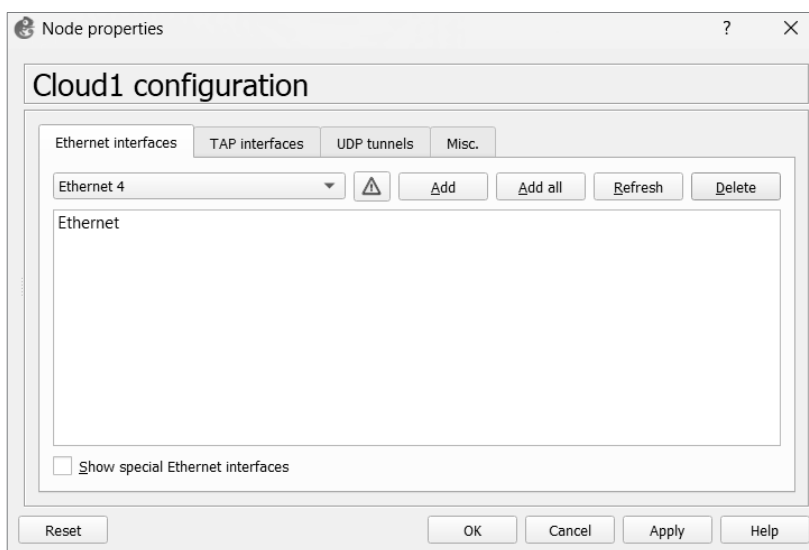 Node properties
?
Cloud1 configuration
Ethernet interfaces TAP interfaces UDP tunnels Misc.
Ethernet 4 Add Add all Refresh Delete
Ethernet
Show special Ethernet interfaces
Reset OK Cancel Apply Help